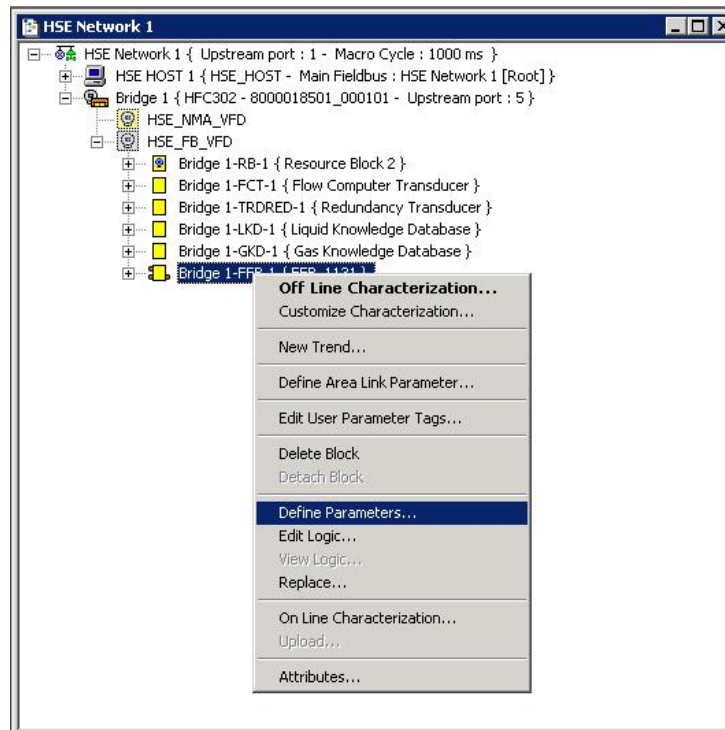 HSE Network 1
HSE Network 1 { Upstream port : 1 - Macro Cycle : 1000 ms }
HSE HOST 1 { HSE_HOST - Main Fieldbus : HSE Network 1 [Root] }
Bridge 1 { HFC302 - 8000018501_000101 - Upstream port : 5 }
HSE_NMA_VFD
HSE_FB_VFD
Bridge 1-RB-1 { Resource Block 2 }
Bridge 1-FCT-1 { Flow Computer Transducer }
Bridge 1-TRDRED-1 { Redundancy Transducer }
Bridge 1-LKD-1 { Liquid Knowledge Database }
Bridge 1-GKD-1 { Gas Knowledge Database }
Bridge 1-FFB-1 { FFB_1131 }
Off Line Characterization...
Customize Characterization...
New Trend...
Define Area Link Parameter...
Edit User Parameter Tags...
Delete Block
Detach Block
Define Parameters...
Edit Logic...
View Logic...
Replace...
On Line Characterization...
Upload...
Attributes...